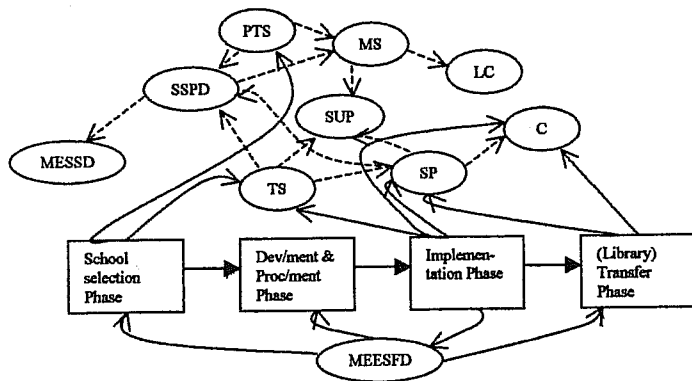 PTS
MS
LC
SSPD
SUP
C
MESSD
TS
SP
School
selection
Phase
Dev/ment &
Proc/ment
Phase
Implemen-
tation Phase
(Library)
Transfer
Phase
MEESFD